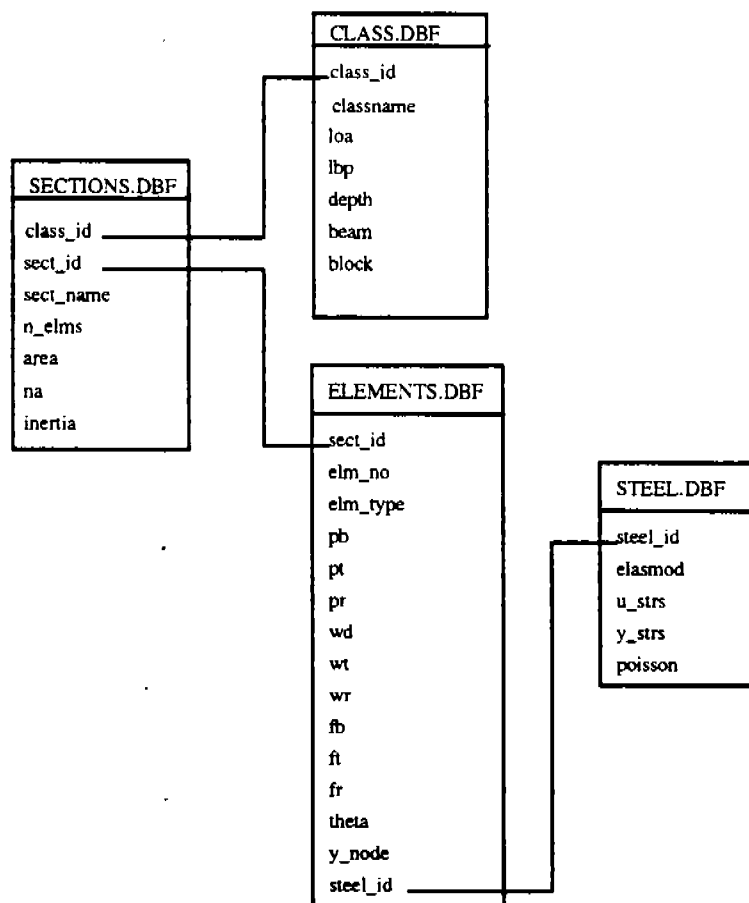 CLASS.DBF
class_id
classname
loa
lbp
depth
beam
block
SECTIONS.DBF
class_id
sect_id
sect_name
n_elms
area
na
inertia
ELEMENTS.DBF
sect_id
elm_no
elm_type
pb
pt
pr
wd
wt
wr
fb
ft
fr
theta
y_node
steel_id
STEEL.DBF
steel_id
elasmod
u_strs
y_strs
poisson